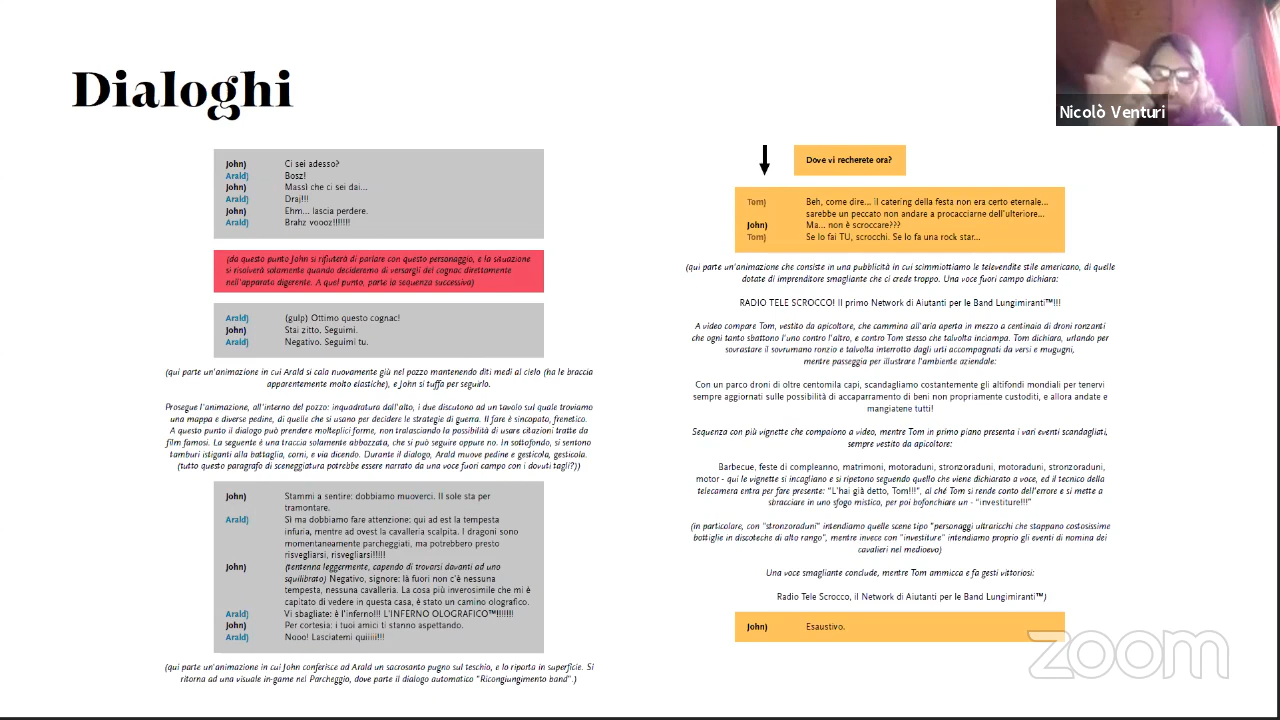 Dialoghi
John) Ci sei adesso?
Arald) Bosz!
John) Massì che ci sei dai...
Arald) Draj!!!
John) Ehm... lascia perdere.
Arald) Brahz voooz!!!!!!!
(da questo punto John si rifiuterà di parlare con questo personaggio, e la situazione
si risolverà solamente quando decideremo di versargli del cognac direttamente
nell'apparato digerente. A quel punto, parte la sequenza successiva)
Arald) (gulp) Ottimo questo cognac!
John) Stai zitto. Seguimi.
Arald) Negativo. Seguimi tu.
(qui parte un'animazione in cui Arald si cala nuovamente giù nel pozzo mantenendo diti medi al cielo (ha le braccia
apparentemente molto elastiche), e John si tuffa per seguirlo.
Prosegue l'animazione, all'interno del pozzo: inquadratura dall'alto, i due discutono ad un tavolo sul quale troviamo
una mappa e diverse pedine, di quelle che si usano per decidere le strategie di guerra. Il fare è sincopato, frenetico.
A questo punto il dialogo può prendere molteplici forme, non tralasciando la possibilità di usare citazioni tratte da
film famosi. La seguente è una traccia solamente abbozzata, che si può seguire oppure no. In sottofondo, si sentono
tamburi istiganti alla battaglia, corni, e via dicendo. Durante il dialogo, Arald muove pedine e gesticola, gesticola.
(tutto questo paragrafo di sceneggiatura potrebbe essere narrato da una voce fuori campo con i dovuti tagli?))
John) Stammi a sentire: dobbiamo muoverci. Il sole sta per
tramontare.
Arald) Sì ma dobbiamo fare attenzione: qui ad est la tempesta
infuria, mentre ad ovest la cavalleria scalpita. I dragoni sono
momentaneamente parcheggiati, ma potrebbero presto
risvegliarsi, risvegliarsi!!!!!
John) (tentenna leggermente, capendo di trovarsi davanti ad uno
squilibrato) Negativo, signore: là fuori non c'è nessuna
tempesta, nessuna cavalleria. La cosa più inverosimile che mi è
capitato di vedere in questa casa, è stato un camino olografico.
Arald) Vi sbagliate: è l'inferno!!! L'INFERNO OLOGRAFICO™!!!!!!!
John) Per cortesia: i tuoi amici ti stanno aspettando.
Arald) Nooo! Lasciatemi quiiiii!!!
(qui parte un'animazione in cui John conferisce ad Arald un sacrosanto pugno sul teschio, e lo riporta in superficie. Si
ritorna ad una visuale in-game nel Parcheggio, dove parte il dialogo automatico "Ricongiungimento band".)
Dove vi recherete ora?
Tom) Beh, come dire... il catering della festa non era certo eternale...
sarebbe un peccato non andare a procacciarne dell'ulteriore...
John) Ma... non è scroccare???
Tom) Se lo fai TU, scrocchi. Se lo fa una rock star...
(qui parte un'animazione che consiste in una pubblicità in cui scimmiottiamo le televendite stile americano, di quelle
dotate di imprenditore smagliante che ci crede troppo. Una voce fuori campo dichiara:
RADIO TELE SCROCCO! Il primo Network di Aiutanti per le Band Lungimiranti™!!!
A video compare Tom, vestito da apicoltore, che cammina all'aria aperta in mezzo a centinaia di droni ronzanti
che ogni tanto sbattono l'uno contro l'altro, e contro Tom stesso che talvolta inciampa. Tom dichiara, urlando per
sovrastare il sovrumano ronzio e talvolta interrotto dagli urti accompagnati da versi e mugugni,
mentre passeggia per illustrare l'ambiente aziendale:
Con un parco droni di oltre centomila capi, scandagliamo costantemente gli altifondi mondiali per tenervi
sempre aggiornati sulle possibilità di accaparramento di beni non propriamente custoditi, e allora andate e
mangiatene tutti!
Sequenza con più vignette che compaiono a video, mentre Tom in primo piano presenta i vari eventi scandagliati,
sempre vestito da apicoltore:
Barbecue, feste di compleanno, matrimoni, motoraduni, stronzoraduni, motoraduni, stronzoraduni,
motor - qui le vignette si incagliano e si ripetono seguendo quello che viene dichiarato a voce, ed il tecnico della
telecamera entra per fare presente: "L'hai già detto, Tom!!!", al ché Tom si rende conto dell'errore e si mette a
sbracciare in uno sfogo mistico, per poi bofonchiare un - "investiture!!!"
(in particolare, con "stronzoraduni" intendiamo quelle scene tipo "personaggi ultraricchi che stappano costosissime
bottiglie in discoteche di alto rango", mentre invece con "investiture" intendiamo proprio gli eventi di nomina dei
cavalieri nel medioevo)
Una voce smagliante conclude, mentre Tom ammicca e fa gesti vittoriosi:
Radio Tele Scrocco, il Network di Aiutanti per le Band Lungimiranti™)
John) Esaustivo.
Nicolò Venturi
zoom